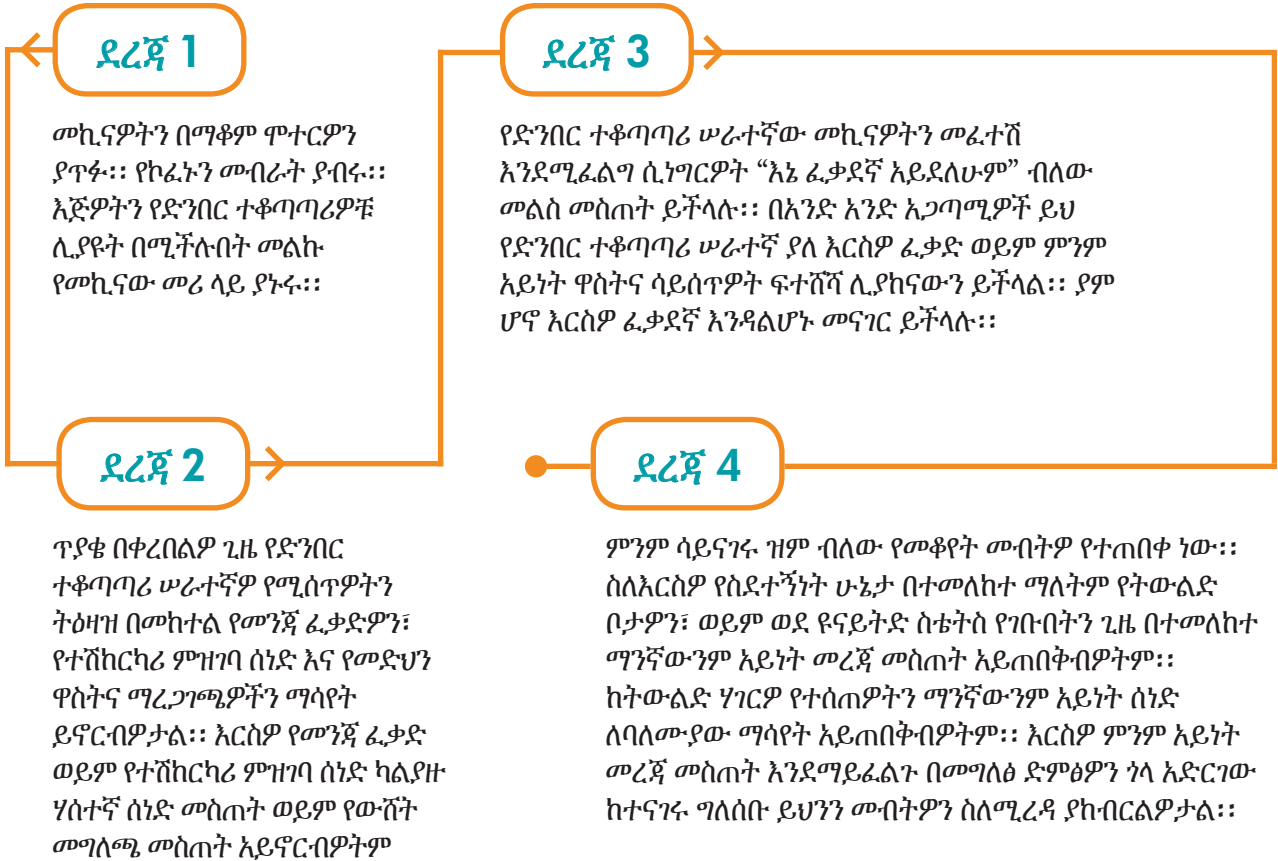 ደረጃ 1
መኪናዎትን በማቆም ሞተርዎን
ያጥፉ፡፡ የኮፈኑን መብራት ያብሩ፡፡
እጅዎትን የድንበር ተቆጣጣሪዎቹ
ሊያዩት በሚችሉበት መልኩ
የመኪናው መሪ ላይ ያኑሩ፡፡
ደረጃ 2
ጥያቄ በቀረበልዎ ጊዜ የድንበር
ተቆጣጣሪ ሠራተኛዎ የሚሰጥዎትን
ትዕዛዝ በመከተል የመንጃ ፈቃድዎን፣
የተሽከርካሪ ምዝገባ ሰነድ እና የመድህን
ዋስትና ማረጋገጫዎችን ማሳየት
ይኖርብዎታል፡፡ እርስዎ የመንጃ ፈቃድ
ወይም የተሽከርካሪ ምዝገባ ሰነድ ካልያዙ
ሃሰተኛ ሰነድ መስጠት ወይም የውሸት
መግለጫ መስጠት አይኖርብዎትም
ደረጃ 3
የድንበር ተቆጣጣሪ ሠራተኛው መኪናዎትን መፈተሽ
እንደሚፈልግ ሲነግርዎት “እኔ ፈቃደኛ አይደለሁም” ብለው
መልስ መስጠት ይችላሉ፡፡ በአንድ አንድ አጋጣሚዎች ይህ
የድንበር ተቆጣጣሪ ሠራተኛ ያለ እርስዎ ፈቃድ ወይም ምንም
አይነት ዋስትና ሳይሰጥዎት ፍተሸሻ ሊያከናውን ይችላል፡፡ ያም
ሆኖ እርስዎ ፈቃደኛ እንዳልሆኑ መናገር ይችላሉ፡፡
ደረጃ 4
ምንም ሳይናገሩ ዝም ብለው የመቆየት መብትዎ የተጠበቀ ነው፡፡
ስለእርስዎ የስደተኝነት ሁኔታ በተመለከተ ማለትም የትውልድ
ቦታዎን፣ ወይም ወደ ዩናይትድ ስቴትስ የገቡበትን ጊዜ በተመለከተ
ማንኛውንም አይነት መረጃ መስጠት አይጠበቅብዎትም፡፡
ከትውልድ ሃገርዎ የተሰጠዎትን ማንኛውንም አይነት ሰነድ
ለባለሙያው ማሳየት አይጠበቅብዎትም፡፡ እርስዎ ምንም አይነት
መረጃ መስጠት እንደማይፈልጉ በመግለፅ ድምፅዎን ጎላ አድርገው
ከተናገሩ ግለሰቡ ይህንን መብትዎን ስለሚረዳ ያከብርልዎታል፡፡